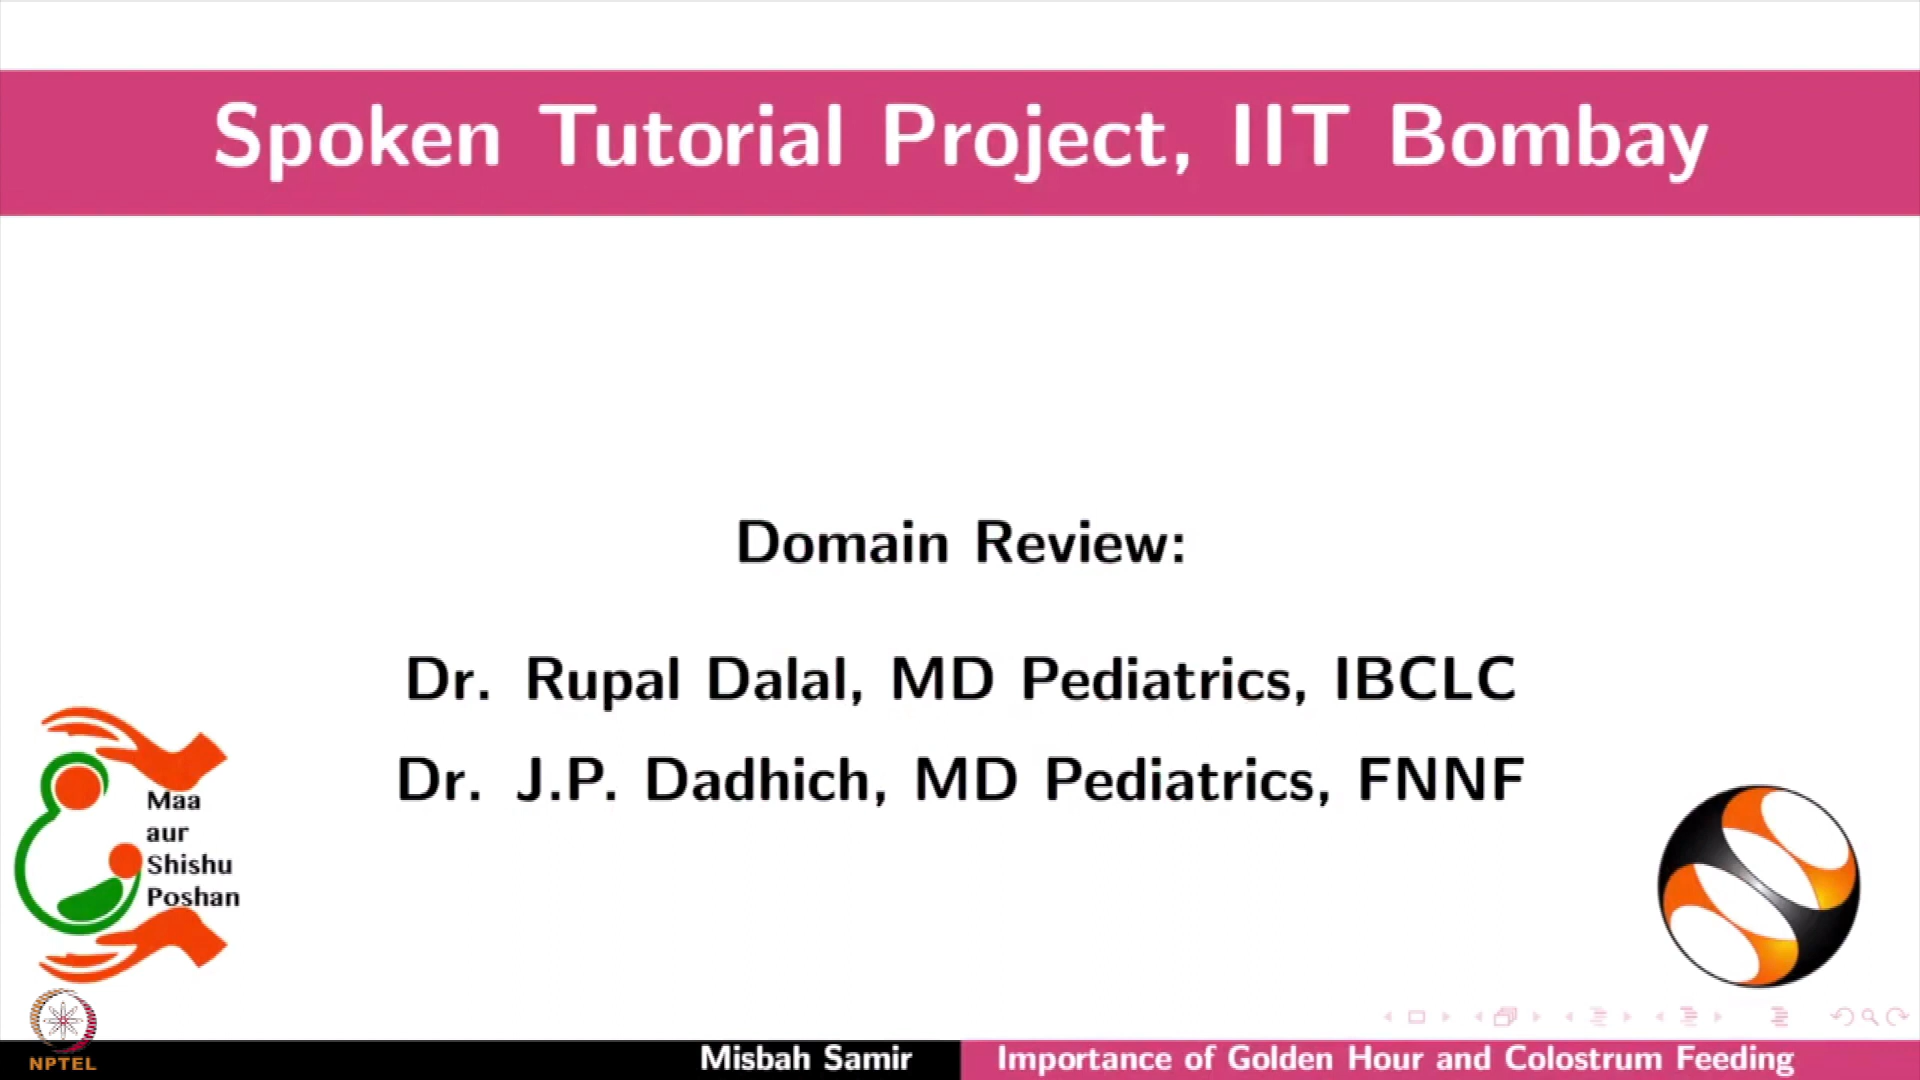 Spoken Tutorial Project, IIT Bombay
Domain Review:
Dr. Rupal Dalal, MD Pediatrics, IBCLC
Dr. J.P. Dadhich, MD Pediatrics, FNNF
Maa
aur
Shishu
Poshan
NPTEL
Misbah Samir
Importance of Golden Hour and Colostrum Feeding